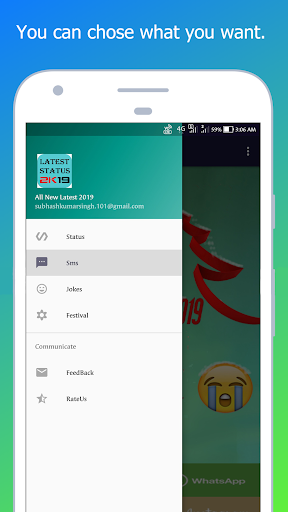 You can chose what you want.
4G 59% 3:06 AM
LATEST
STATUS
2K19
All New Latest 2019
subhashkumarsingh.101@gmail.com
Status
Sms
2019
Jokes
Festival
Communicate
FeedBack
WhatsApp
RateUs